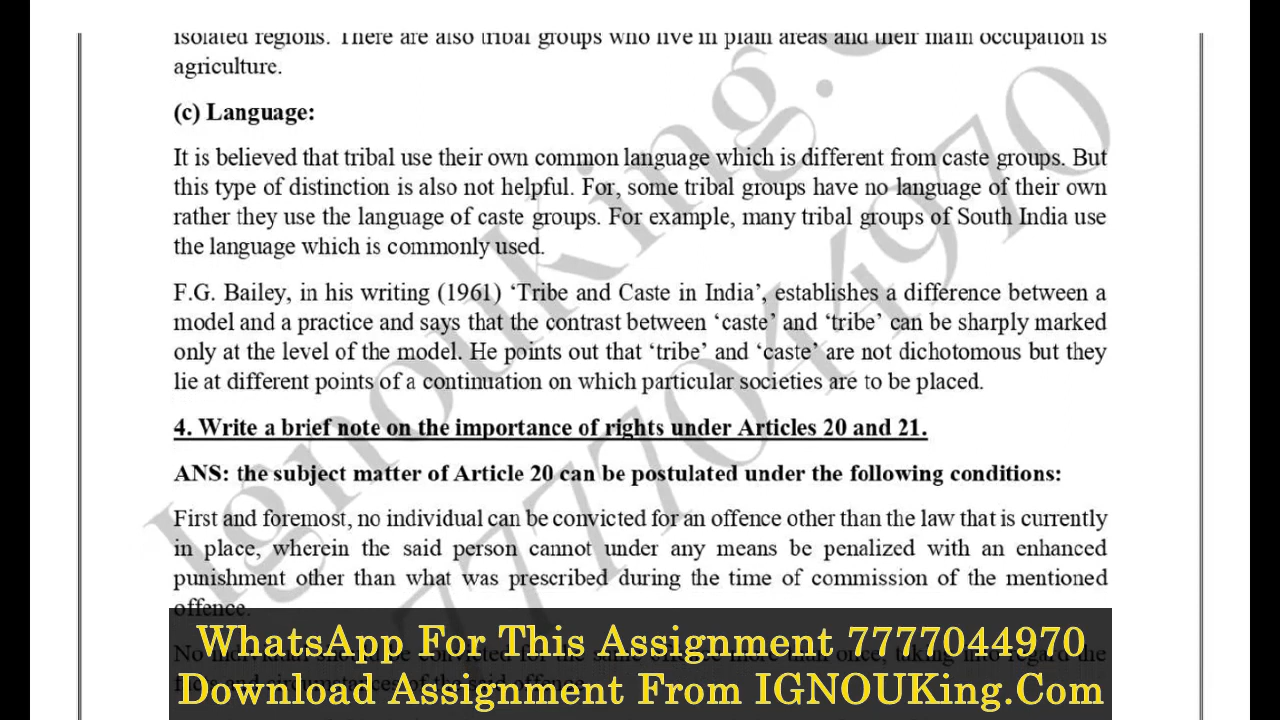 isolated regions. There are also tribal groups who live in plain areas and their main occupation is
agriculture.
(c) Language:
It is believed that tribal use their own common language which is different from caste groups. But
this type of distinction is also not helpful. For, some tribal groups have no language of their own
rather they use the language of caste groups. For example, many tribal groups of South India use
the language which is commonly used.
F.G. Bailey, in his writing (1961) ‘Tribe and Caste in India’, establishes a difference between a
model and a practice and says that the contrast between ‘caste’ and ‘tribe’ can be sharply marked
only at the level of the model. He points out that ‘tribe’ and ‘caste’ are not dichotomous but they
lie at different points of a continuation on which particular societies are to be placed.
4. Write a brief note on the importance of rights under Articles 20 and 21.
ANS: the subject matter of Article 20 can be postulated under the following conditions:
First and foremost, no individual can be convicted for an offence other than the law that is currently
in place, wherein the said person cannot under any means be penalized with an enhanced
punishment other than what was prescribed during the time of commission of the mentioned
offence.
No individual should be convicted for the same offence more than once, taking into regard the
facts and circumstances of the said offence.
WhatsApp For This Assignment 7777044970
Download Assignment From IGNOUKing.Com
Ignouking.c
7777044970